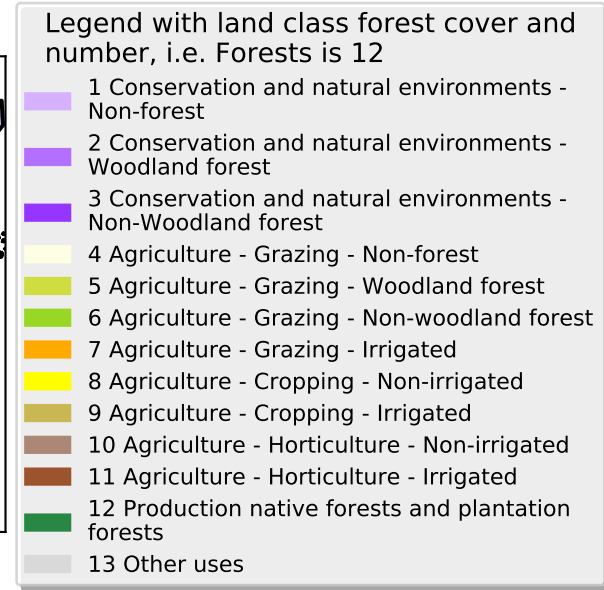 Legend with land class forest cover and
number, i.e. Forests is 12
1 Conservation and natural environments -
Non-forest
2 Conservation and natural environments -
Woodland forest
3 Conservation and natural environments -
Non-Woodland forest
4 Agriculture - Grazing - Non-forest
5 Agriculture - Grazing - Woodland forest
6 Agriculture - Grazing - Non-woodland forest
7 Agriculture - Grazing - Irrigated
8 Agriculture - Cropping - Non-irrigated
9 Agriculture - Cropping - Irrigated
10 Agriculture - Horticulture - Non-irrigated
11 Agriculture - Horticulture - Irrigated
12 Production native forests and plantation
forests
13 Other uses